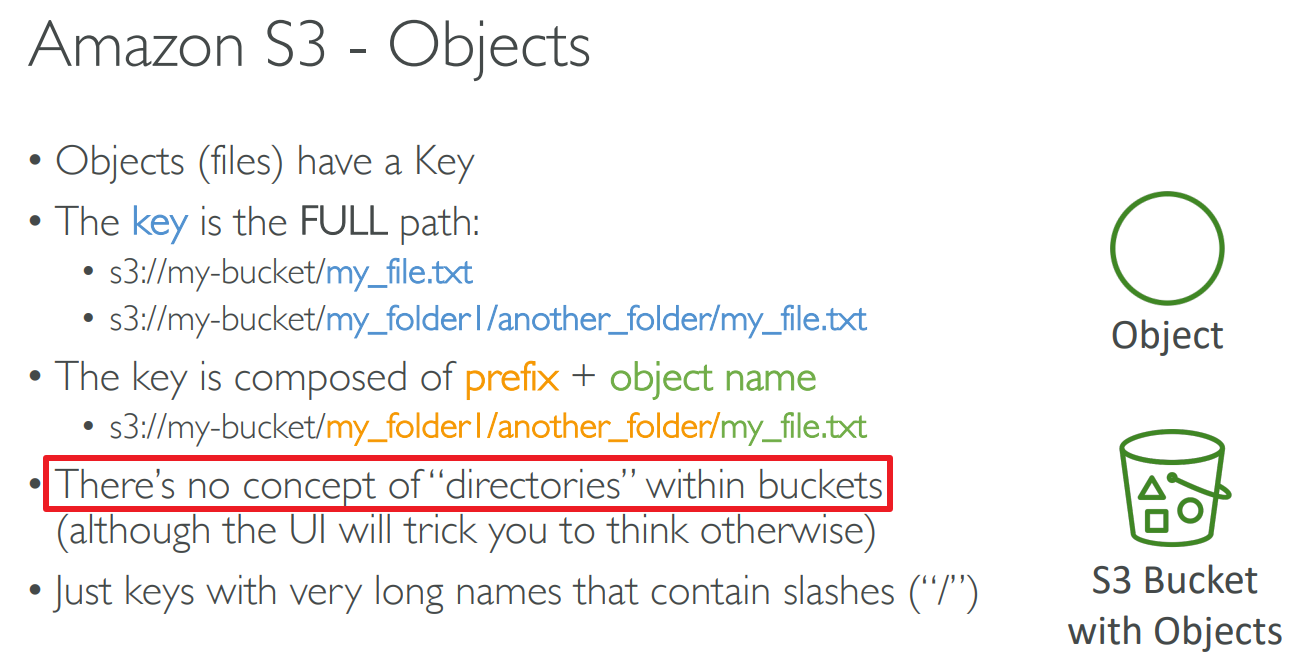 Amazon S3 - Objects
• Objects (files) have a Key
• The key is the FULL path:
• s3://my-bucket/my_file.txt
• s3://my-bucket/my_folder1/another_folder/my_file.txt
• The key is composed of prefix + object name
• s3://my-bucket/my_folder1/another_folder/my_file.txt
• There’s no concept of “directories” within buckets
(although the UI will trick you to think otherwise)
• Just keys with very long names that contain slashes (“/”)
Object
S3 Bucket
with Objects